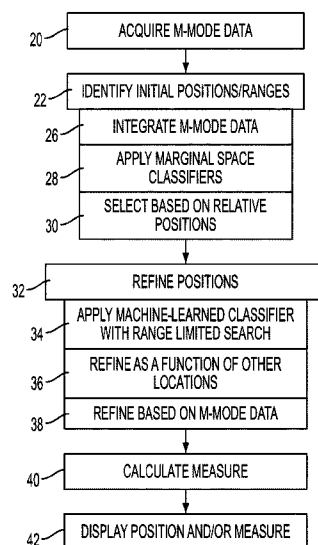 20 ACQUIRE M-MODE DATA
22 IDENTIFY INITIAL POSITIONS/RANGES
26 INTEGRATE M-MODE DATA
28 APPLY MARGINAL SPACE
CLASSIFIERS
30 SELECT BASED ON RELATIVE
POSITIONS
32 REFINE POSITIONS
34 APPLY MACHINE-LEARNED CLASSIFIER
WITH RANGE LIMITED SEARCH
36 REFINE AS A FUNCTION OF OTHER
LOCATIONS
38 REFINE BASED ON M-MODE DATA
40 CALCULATE MEASURE
42 DISPLAY POSITION AND/OR MEASURE